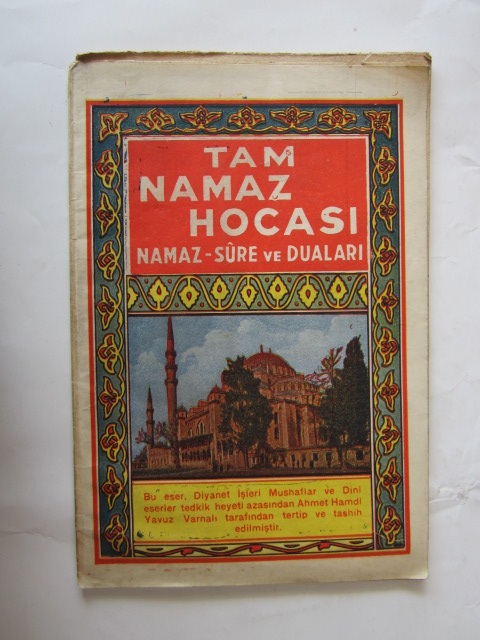 TAM
NAMAZ
HOCASI
NAMAZ-SÛRE VE DUALARI
Bu eser, Diyanet İşleri Mushaflar ve Dini
eserler tedkik heyeti azasından Ahmet Hamdi
Yavuz Varnalı tarafından tertip ve tashih
edilmiştir.